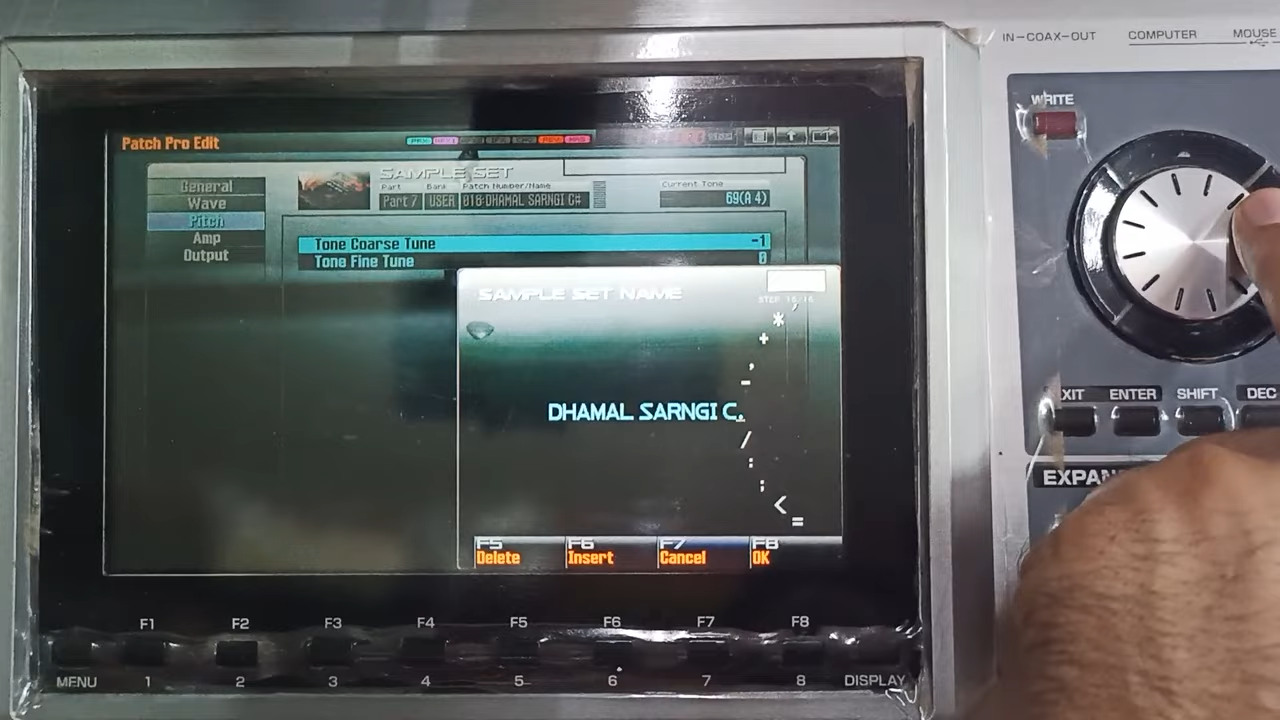 IN-COAX-OUT COMPUTER MOUSE
WRITE
Patch Pro Edit
SAMPLE SET
Part Bank Patch Number/Name Current Tone
Part 7 USER 018:DHAMAL SARNGI C# 69(A 4)
General
Wave
Pitch
Amp
Output
Tone Coarse Tune -1
Tone Fine Tune 0
SAMPLE SET NAME
STEP 16/16
*
+
,
-
DHAMAL SARNGI C.
/
:
;
<
=
F5 F6 F7 F8
Delete Insert Cancel OK
EXIT ENTER SHIFT DEC
F1 F2 F3 F4 F5 F6 F7 F8
MENU 1 2 3 4 5 6 7 8 DISPLAY